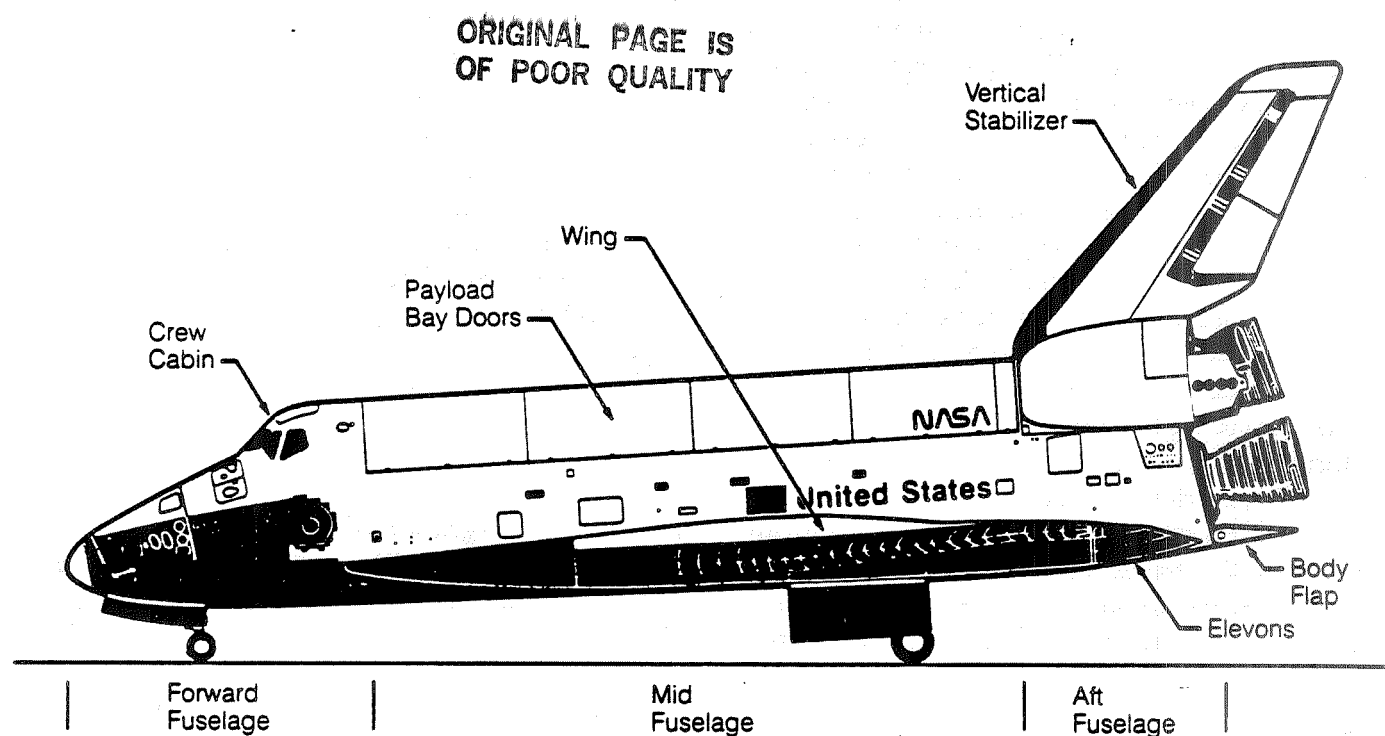 ORIGINAL PAGE IS
OF POOR QUALITY
Vertical
Stabilizer
Wing
Payload
Bay Doors
Crew
Cabin
NASA
United States
Body
Flap
Elevons
Forward
Fuselage
Mid
Fuselage
Aft
Fuselage